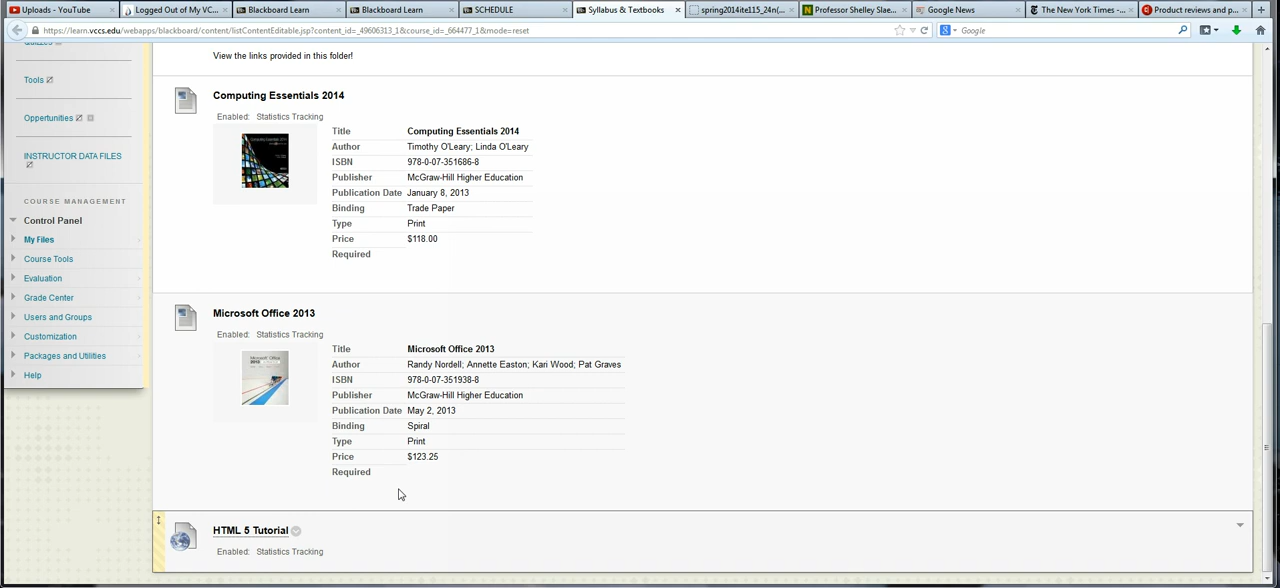 Uploads - YouTube
Logged Out of My VC...
Blackboard Learn
Blackboard Learn
SCHEDULE
Syllabus & Textbooks
spring2014ite115_24n(...
Professor Shelley Slae...
Google News
The New York Times -...
Product reviews and p...
https://learn.vccs.edu/webapps/blackboard/content/listContentEditable.jsp?content_id=_49606313_1&course_id=_664477_1&mode=reset
Google
Tools
Opportunities
INSTRUCTOR DATA FILES
COURSE MANAGEMENT
Control Panel
My Files
Course Tools
Evaluation
Grade Center
Users and Groups
Customization
Packages and Utilities
Help
View the links provided in this folder!
Computing Essentials 2014
Enabled: Statistics Tracking
Title Computing Essentials 2014
Author Timothy O'Leary; Linda O'Leary
ISBN 978-0-07-351686-8
Publisher McGraw-Hill Higher Education
Publication Date January 8, 2013
Binding Trade Paper
Type Print
Price $118.00
Required
Microsoft Office 2013
Enabled: Statistics Tracking
Title Microsoft Office 2013
Author Randy Nordell; Annette Easton; Kari Wood; Pat Graves
ISBN 978-0-07-351938-8
Publisher McGraw-Hill Higher Education
Publication Date May 2, 2013
Binding Spiral
Type Print
Price $123.25
Required
HTML 5 Tutorial
Enabled: Statistics Tracking